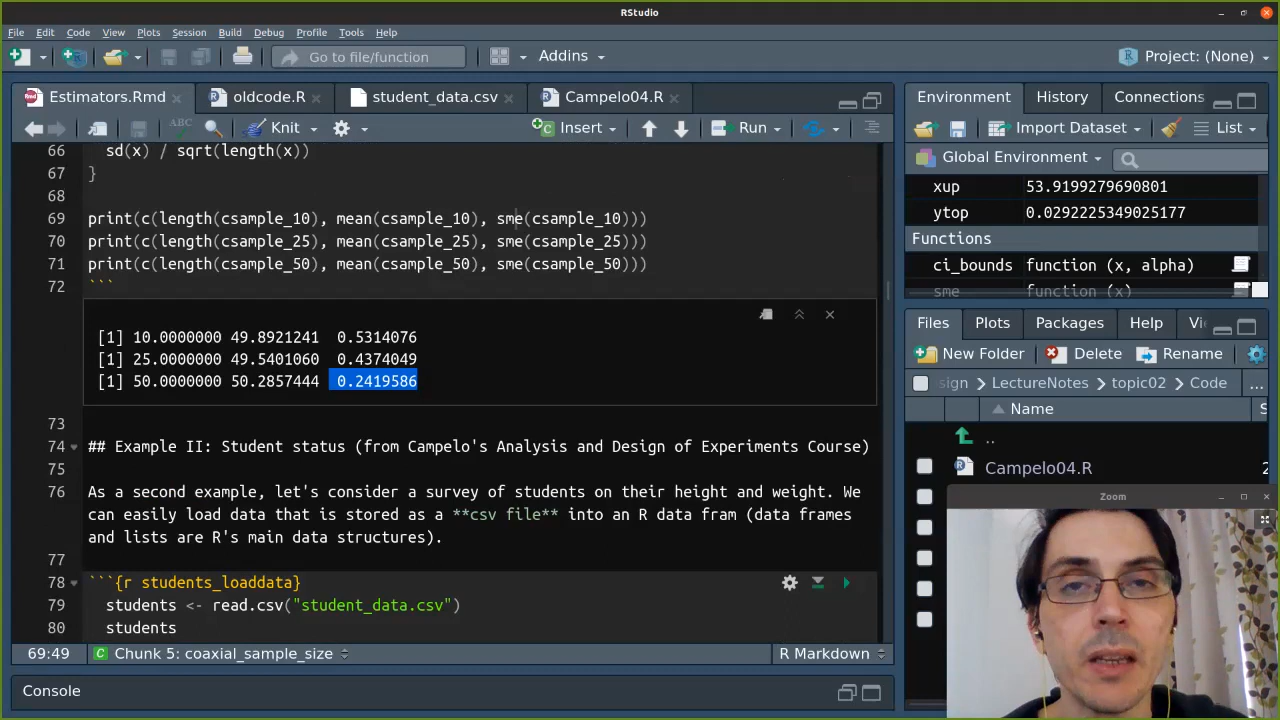 RStudio
File Edit Code View Plots Session Build Debug Profile Tools Help
Go to file/function Addins Project: (None)
Estimators.Rmd oldcode.R student_data.csv Campelo04.R
ABC Knit Insert Run
66 sd(x) / sqrt(length(x))
67 }
68
69 print(c(length(csample_10), mean(csample_10), sme(csample_10)))
70 print(c(length(csample_25), mean(csample_25), sme(csample_25)))
71 print(c(length(csample_50), mean(csample_50), sme(csample_50)))
72 ```
[1] 10.0000000 49.8921241 0.5314076
[1] 25.0000000 49.5401060 0.4374049
[1] 50.0000000 50.2857444 0.2419586
73
74 ## Example II: Student status (from Campelo's Analysis and Design of Experiments Course)
75
76 As a second example, let's consider a survey of students on their height and weight. We
can easily load data that is stored as a **csv file** into an R data fram (data frames
and lists are R's main data structures).
77
78 ```{r students_loaddata}
79 students <- read.csv("student_data.csv")
80 students
69:49 Chunk 5: coaxial_sample_size R Markdown
Console
Environment History Connections
Import Dataset List
Global Environment
xup 53.9199279690801
ytop 0.0292225349025177
Functions
ci_bounds function (x, alpha)
sme function (x)
Files Plots Packages Help Vi
New Folder Delete Rename
sign LectureNotes topic02 Code ...
Name S
..
Campelo04.R 2
Zoom